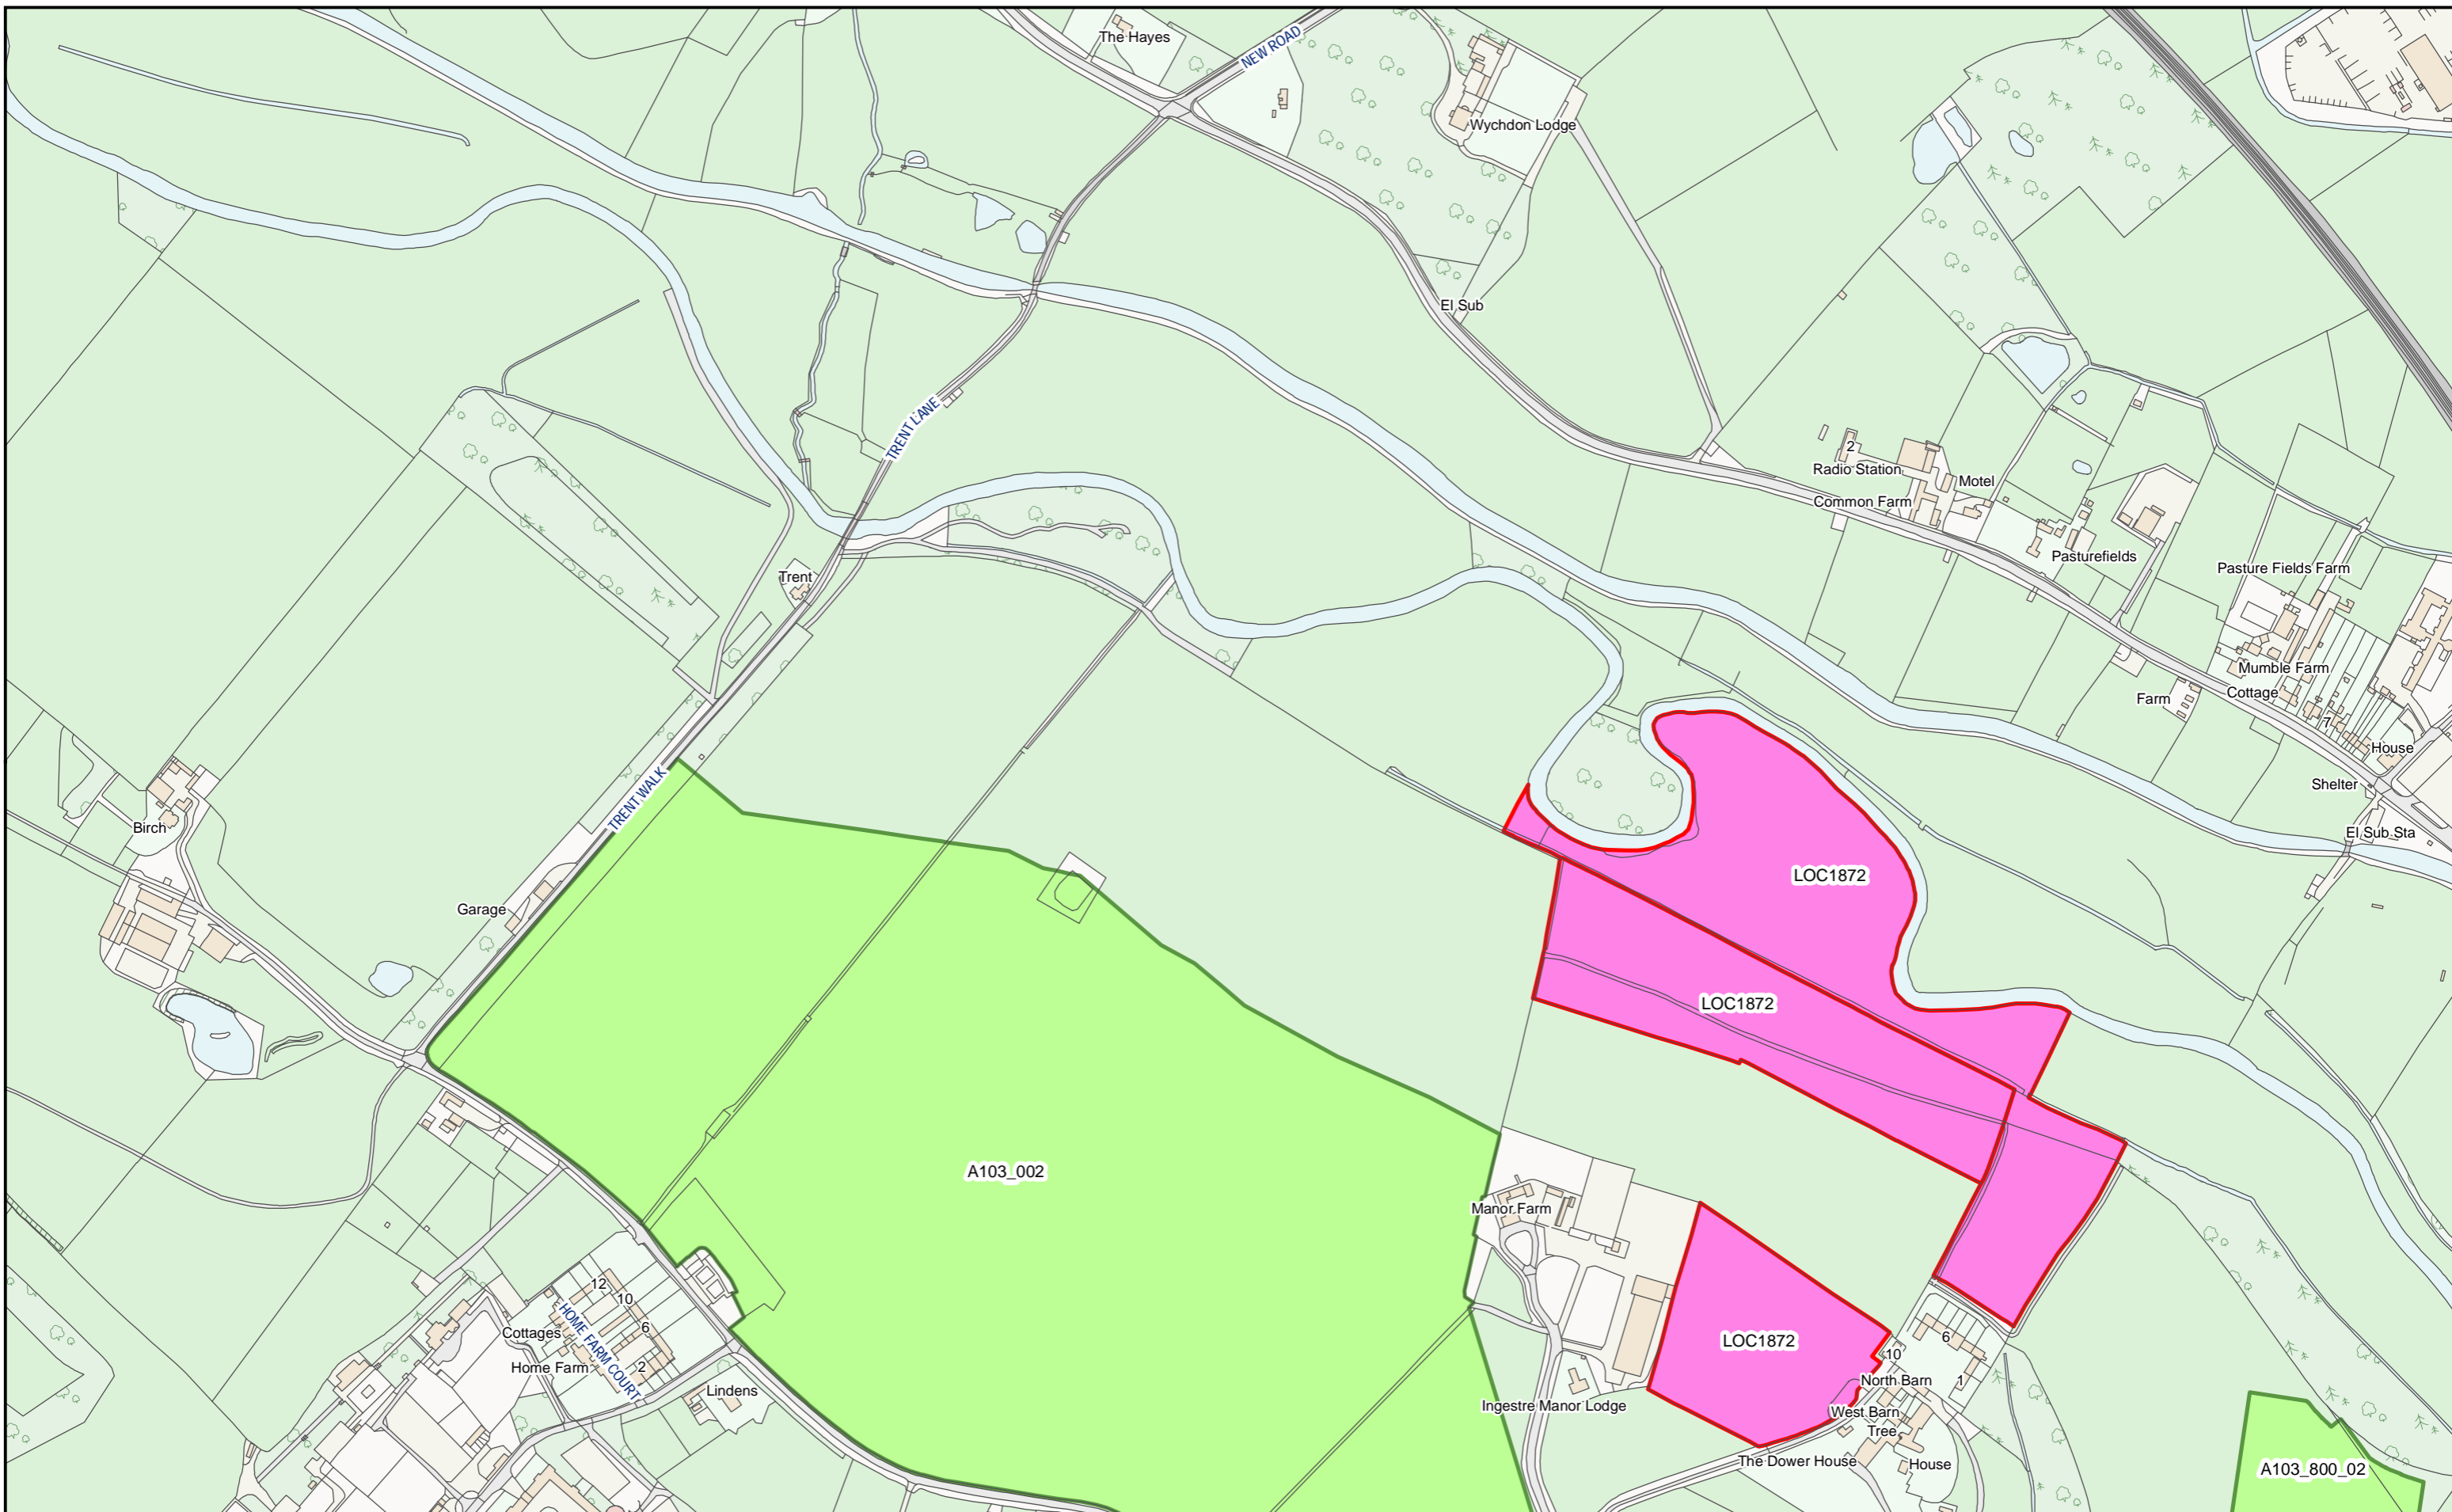 The Hayes
NEW ROAD
Wychdon Lodge
El Sub
TRENT LANE
2
Radio Station
Motel
Common Farm
Pasturefields
Pasture Fields Farm
Trent
Mumble Farm
Cottage
Farm
7
House
Shelter
El Sub Sta
TRENT WALK
Birch
Garage
LOC1872
LOC1872
A103_002
Manor Farm
12
10
6
2
HOME FARM COURT
Cottages
Home Farm
Lindens
LOC1872
6
10
1
North Barn
Ingestre Manor Lodge
West Barn
Tree
The Dower House
House
A103_800_02